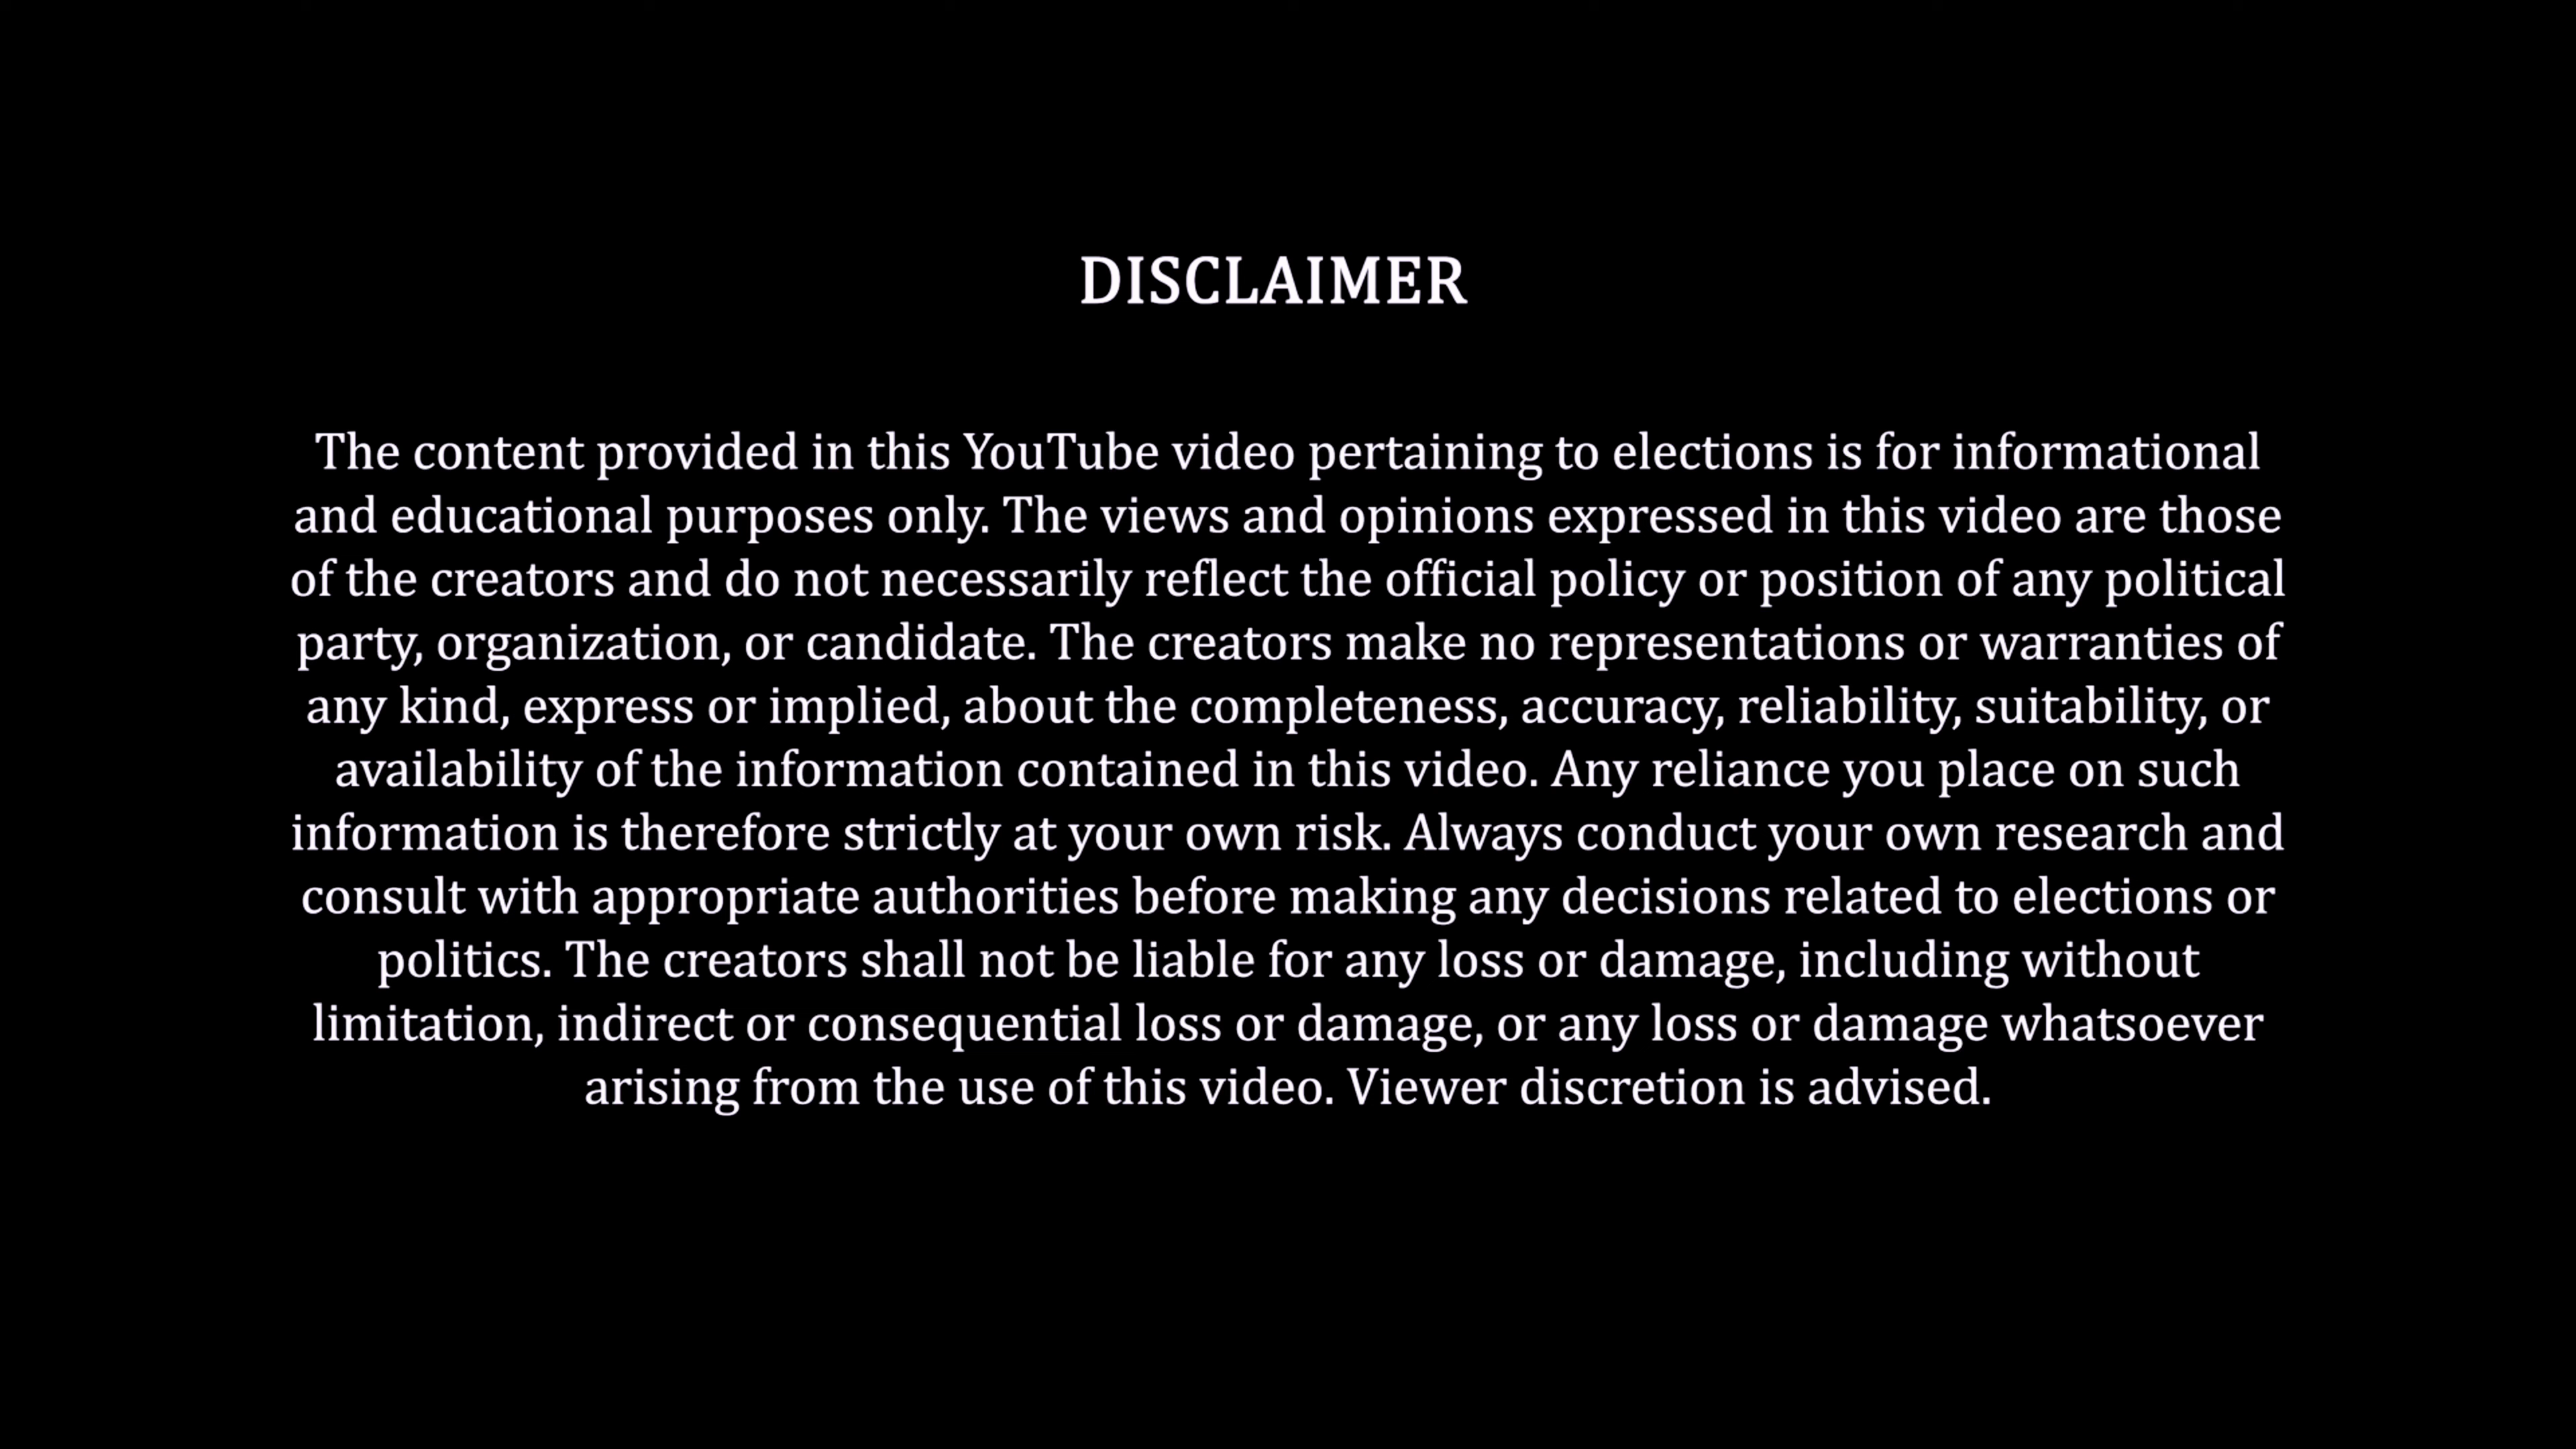 DISCLAIMER
The content provided in this YouTube video pertaining to elections is for informational
and educational purposes only. The views and opinions expressed in this video are those
of the creators and do not necessarily reflect the official policy or position of any political
party, organization, or candidate. The creators make no representations or warranties of
any kind, express or implied, about the completeness, accuracy, reliability, suitability, or
availability of the information contained in this video. Any reliance you place on such
information is therefore strictly at your own risk. Always conduct your own research and
consult with appropriate authorities before making any decisions related to elections or
politics. The creators shall not be liable for any loss or damage, including without
limitation, indirect or consequential loss or damage, or any loss or damage whatsoever
arising from the use of this video. Viewer discretion is advised.